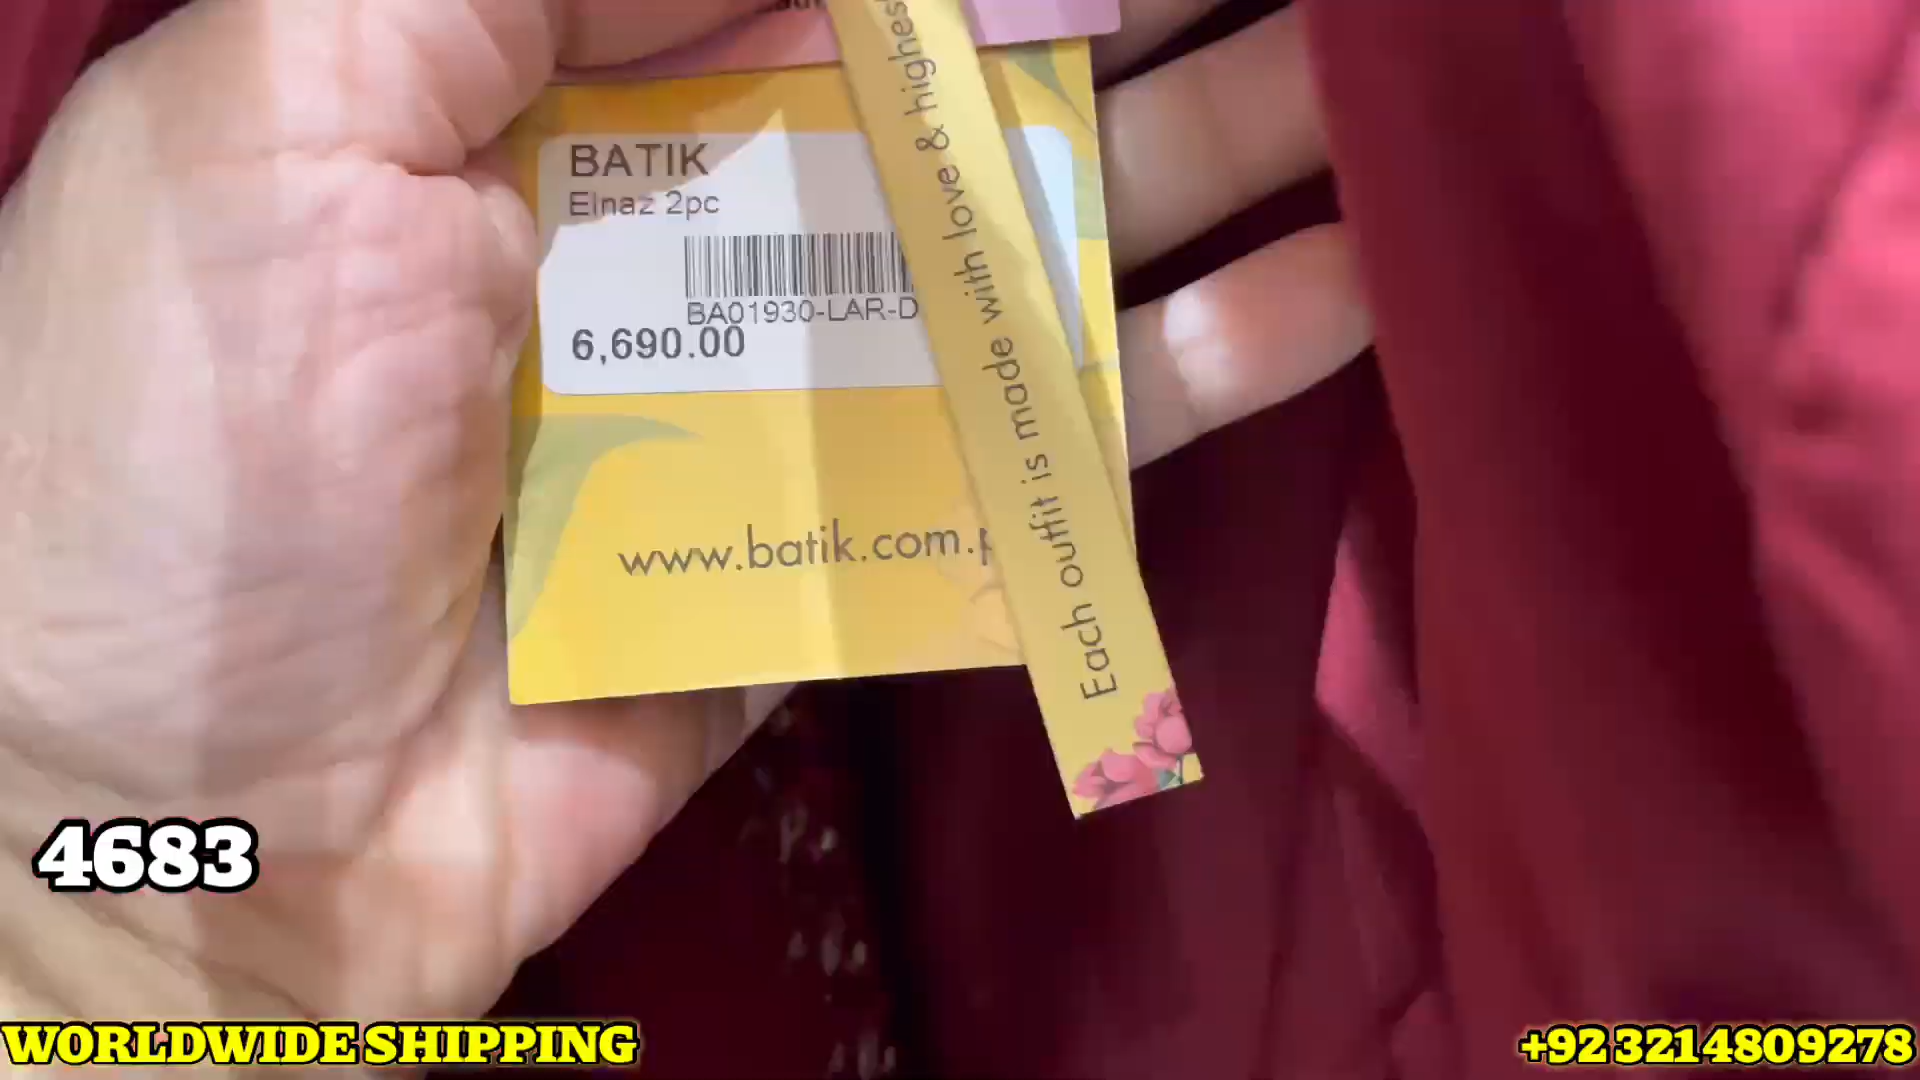 BATIK
Elnaz 2pc
BA01930-LAR-D
6,690.00
www.batik.com.p
Each outfit is made with love & highes
4683
WORLDWIDE SHIPPING
+92 3214809278